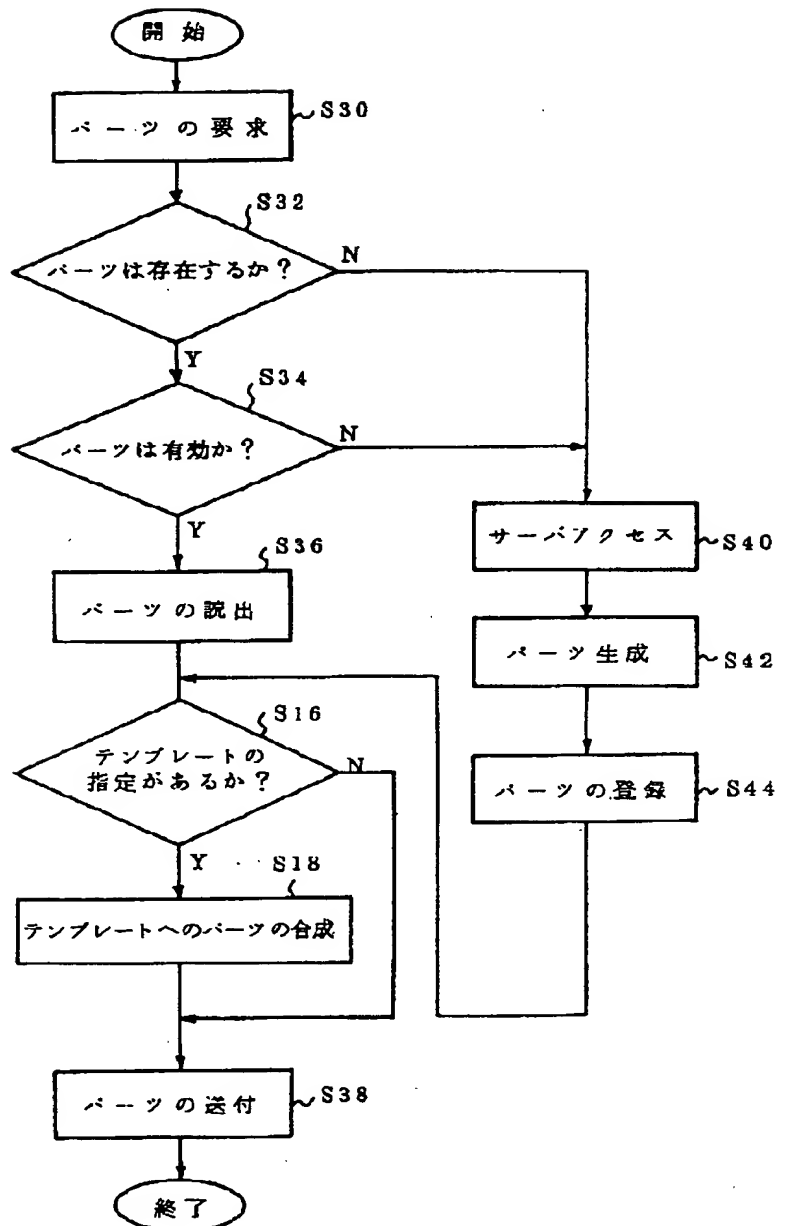 開始
パーツの要求
S30
S32
パーツは存在するか?
N
Y
S34
パーツは有効か?
N
Y
S36
パーツの読出
サーバアクセス
S40
パーツ生成
S42
パーツの登録
S44
S16
テンプレートの
指定があるか?
N
Y
S18
テンプレートへのパーツの合成
パーツの送付
S38
終了